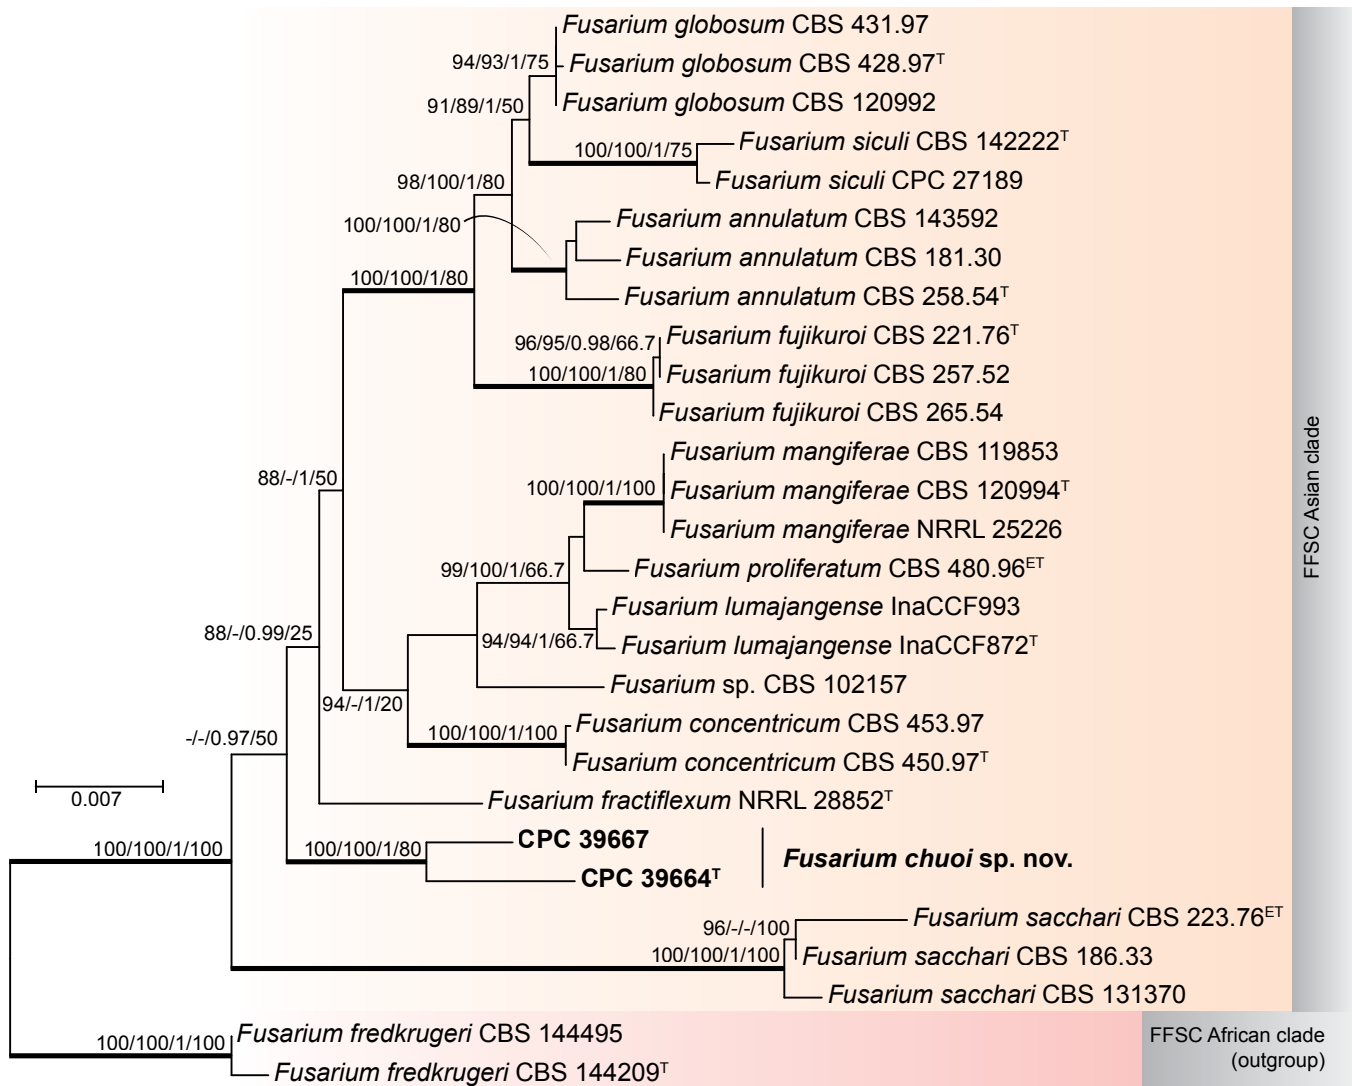 Fusarium globosum CBS 431.97
94/93/1/75
Fusarium globosum CBS 428.97ᵀ
91/89/1/50
Fusarium globosum CBS 120992
Fusarium siculi CBS 142222ᵀ
100/100/1/75
98/100/1/80
Fusarium siculi CPC 27189
100/100/1/80
Fusarium annulatum CBS 143592
Fusarium annulatum CBS 181.30
100/100/1/80
Fusarium annulatum CBS 258.54ᵀ
Fusarium fujikuroi CBS 221.76ᵀ
96/95/0.98/66.7
100/100/1/80
Fusarium fujikuroi CBS 257.52
Fusarium fujikuroi CBS 265.54
Fusarium mangiferae CBS 119853
88/-/1/50
100/100/1/100
Fusarium mangiferae CBS 120994ᵀ
Fusarium mangiferae NRRL 25226
99/100/1/66.7
Fusarium proliferatum CBS 480.96ᴱᵀ
Fusarium lumajangense InaCCF993
88/-/0.99/25
94/94/1/66.7
Fusarium lumajangense InaCCF872ᵀ
Fusarium sp. CBS 102157
94/-/1/20
Fusarium concentricum CBS 453.97
-/-/0.97/50
100/100/1/100
Fusarium concentricum CBS 450.97ᵀ
0.007
Fusarium fractiflexum NRRL 28852ᵀ
CPC 39667
100/100/1/100
100/100/1/80
Fusarium chuoi sp. nov.
CPC 39664ᵀ
Fusarium sacchari CBS 223.76ᴱᵀ
96/-/-/100
100/100/1/100
Fusarium sacchari CBS 186.33
Fusarium sacchari CBS 131370
FFSC Asian clade
100/100/1/100
Fusarium fredkrugeri CBS 144495
Fusarium fredkrugeri CBS 144209ᵀ
FFSC African clade
(outgroup)